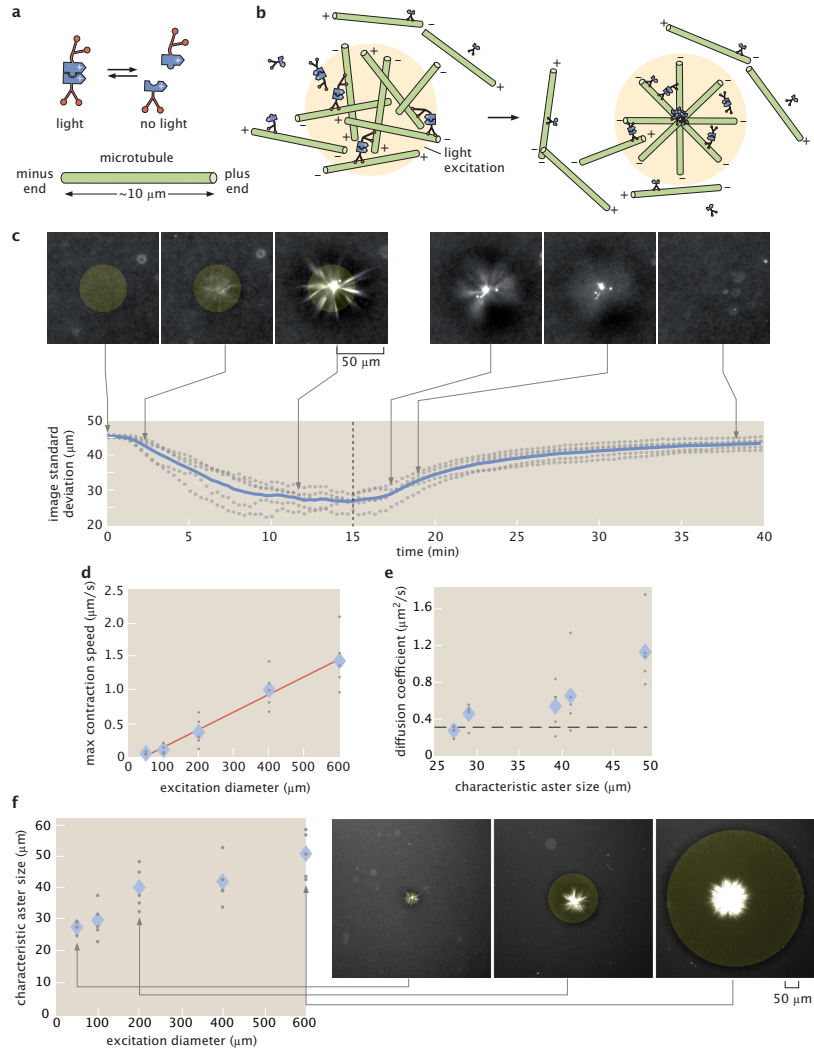 a
light
no light
microtubule
minus end
plus end
~10 μm
b
light excitation
+
−
c
50 μm
image standard deviation (μm)
50
40
30
20
0
5
10
15
20
25
30
35
40
time (min)
d
max contraction speed (μm/s)
2.5
2.0
1.5
1.0
0.5
0
0 100 200 400 600
excitation diameter (μm)
e
diffusion coefficient (μm²/s)
1.6
1.2
0.8
0.4
0
25 30 40 50
characteristic aster size (μm)
f
characteristic aster size (μm)
60
50
40
30
20
10
0
0 100 200 300 400 500 600
excitation diameter (μm)
50 μm